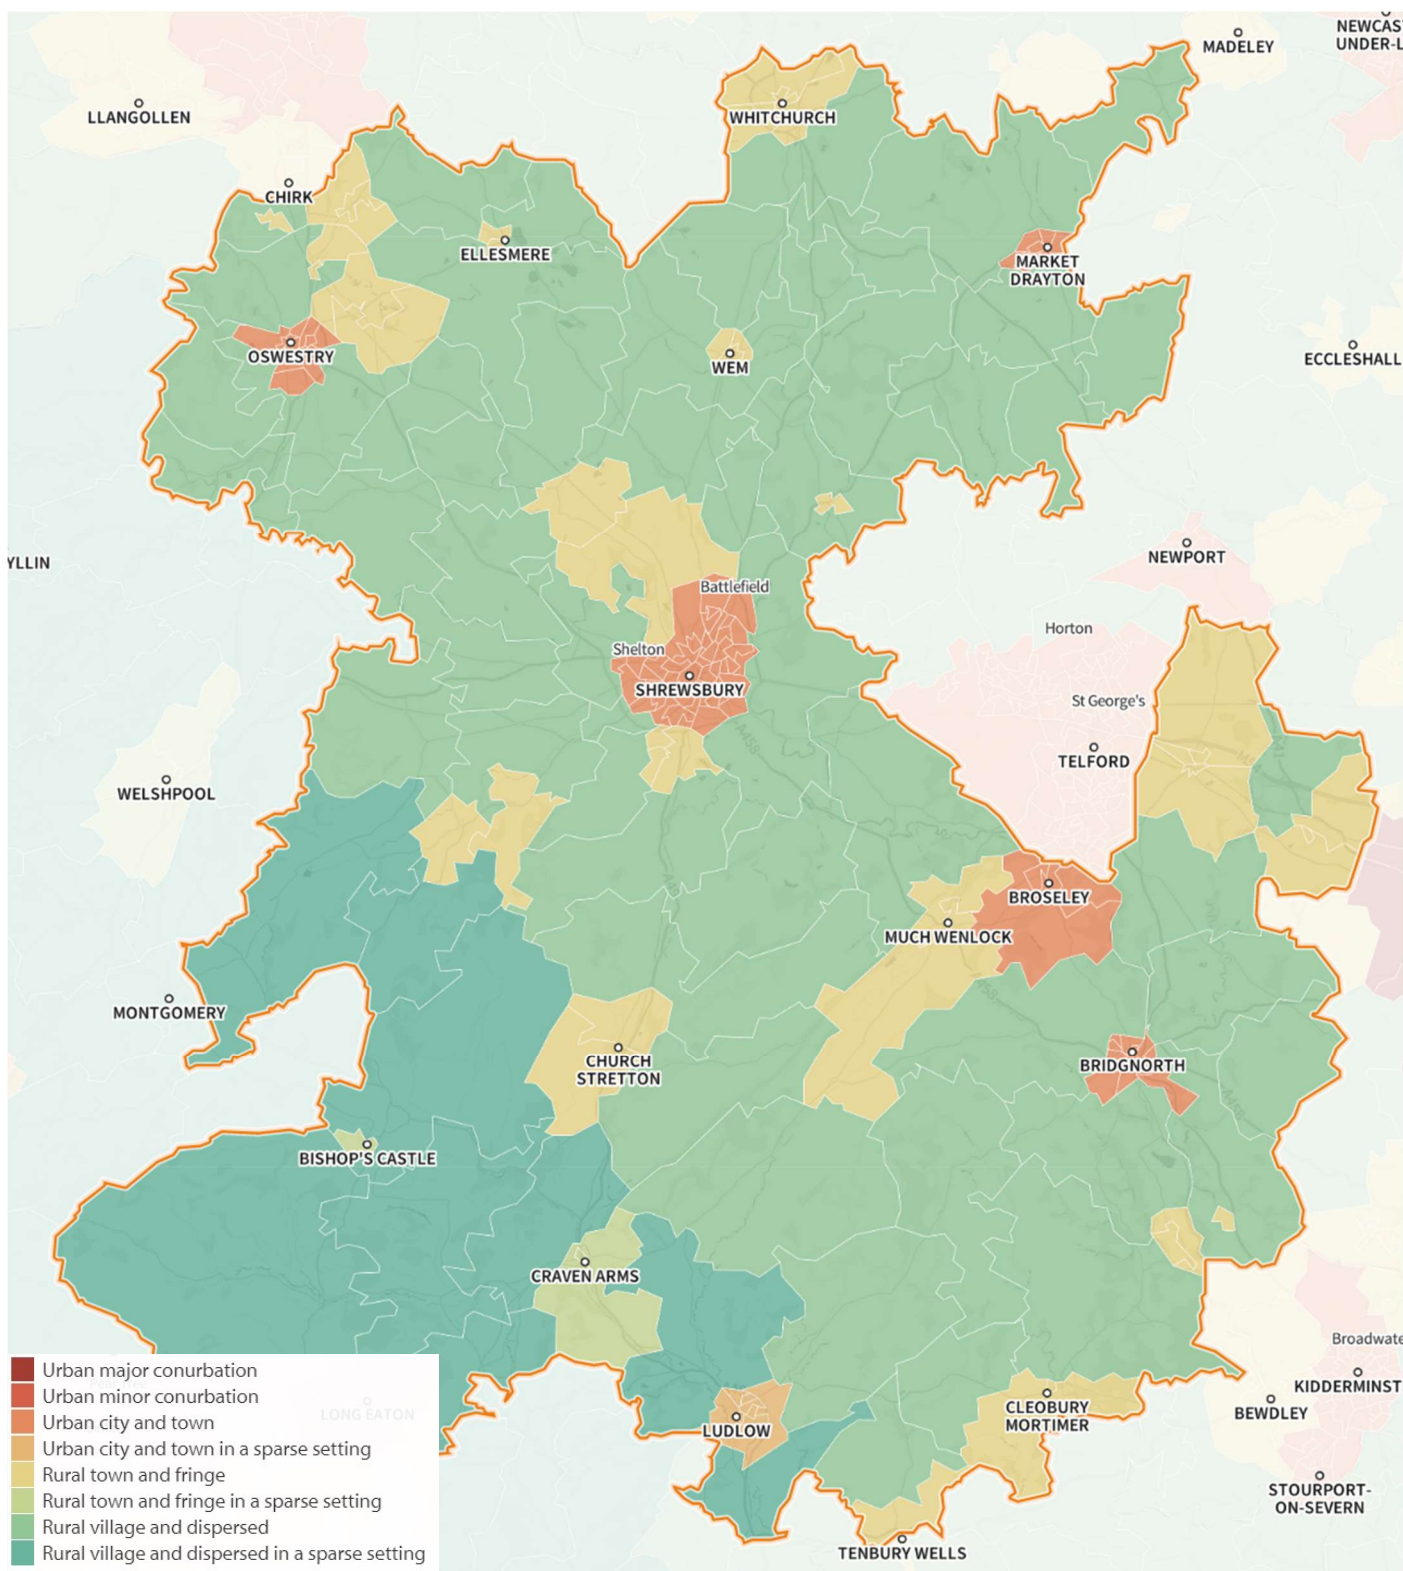 NEWCAS
UNDER-L
MADELEY
LLANGOLLEN
WHITCHURCH
CHIRK
ELLESMERE
MARKET
DRAYTON
OSWESTRY
WEM
ECCLESHALL
YLLIN
NEWPORT
Battlefield
Horton
Shelton
SHREWSBURY
St George's
A458
TELFORD
WELSHPOOL
BROSELEY
MUCH WENLOCK
MONTGOMERY
CHURCH
STRETTON
BRIDGNORTH
BISHOP'S CASTLE
CRAVEN ARMS
Broadwate
KIDDERMINST
CLEOBURY
MORTIMER
BEWDLEY
LONG EATON
LUDLOW
STOURPORT-
ON-SEVERN
TENBURY WELLS
Urban major conurbation
Urban minor conurbation
Urban city and town
Urban city and town in a sparse setting
Rural town and fringe
Rural town and fringe in a sparse setting
Rural village and dispersed
Rural village and dispersed in a sparse setting